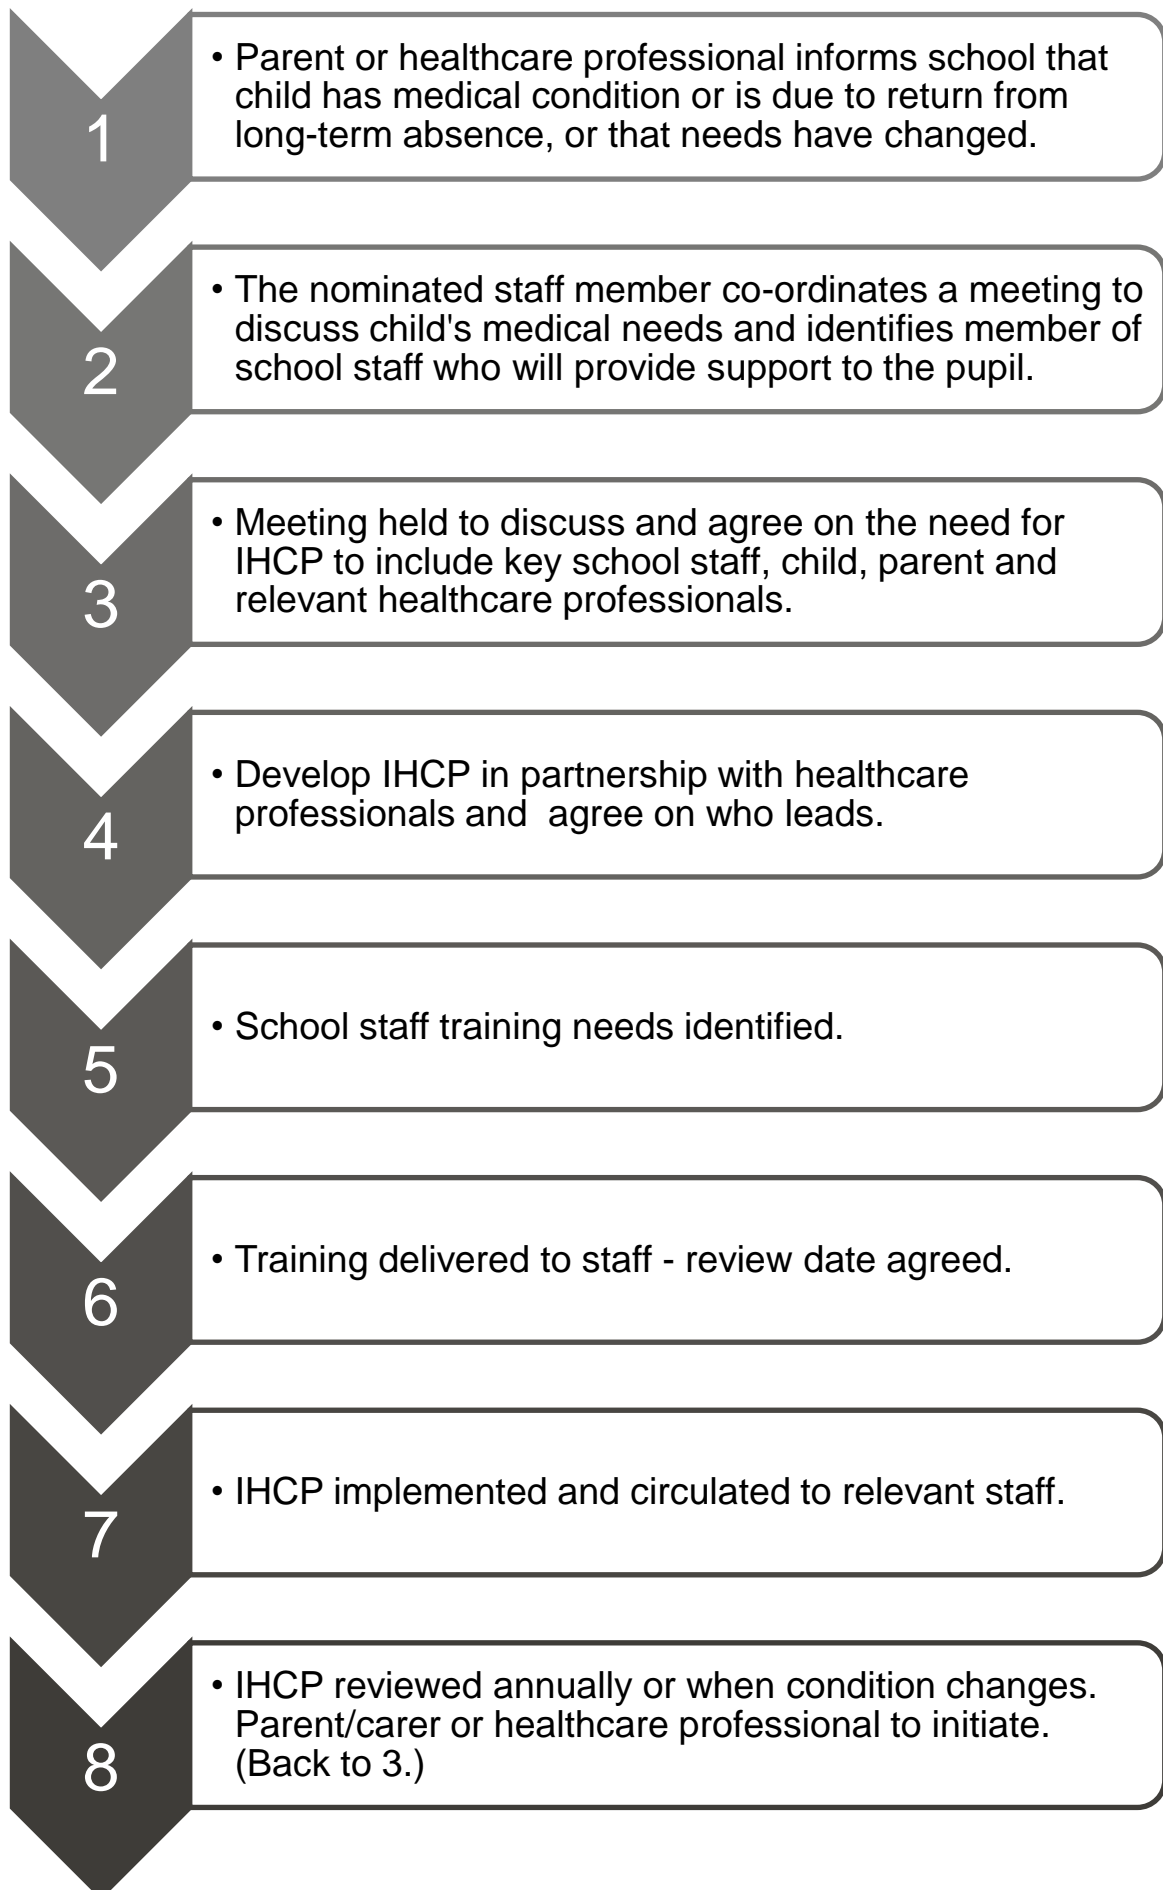 1
• Parent or healthcare professional informs school that
child has medical condition or is due to return from
long-term absence, or that needs have changed.
2
• The nominated staff member co-ordinates a meeting to
discuss child's medical needs and identifies member of
school staff who will provide support to the pupil.
3
• Meeting held to discuss and agree on the need for
IHCP to include key school staff, child, parent and
relevant healthcare professionals.
4
• Develop IHCP in partnership with healthcare
professionals and  agree on who leads.
5
• School staff training needs identified.
6
• Training delivered to staff - review date agreed.
7
• IHCP implemented and circulated to relevant staff.
8
• IHCP reviewed annually or when condition changes.
Parent/carer or healthcare professional to initiate.
(Back to 3.)